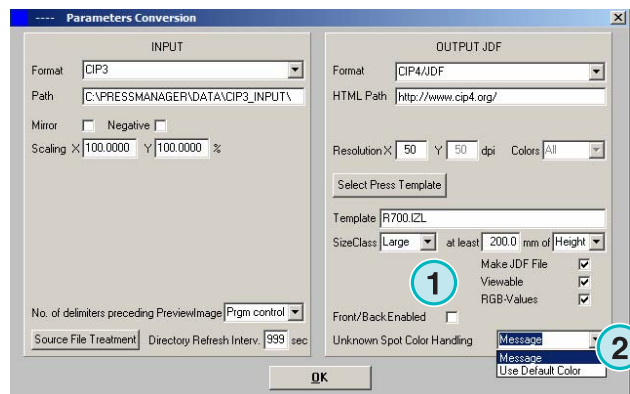 ---- Parameters Conversion
INPUT
Format CIP3
Path C:\PRESSMANAGER\DATA\CIP3_INPUT\
Mirror Negative
Scaling X 100.0000 Y 100.0000 %
No. of delimiters preceding PreviewImage Prgm control
Source File Treatment Directory Refresh Interv. 999 sec
OUTPUT JDF
Format CIP4/JDF
HTML Path http://www.cip4.org/
Resolution X 50 Y 50 dpi Colors All
Select Press Template
Template R700.IZL
SizeClass Large at least 200.0 mm of Height
1
Make JDF File
Viewable
RGB-Values
Front/Back Enabled
Unknown Spot Color Handling Message
2
Message
Use Default Color
OK